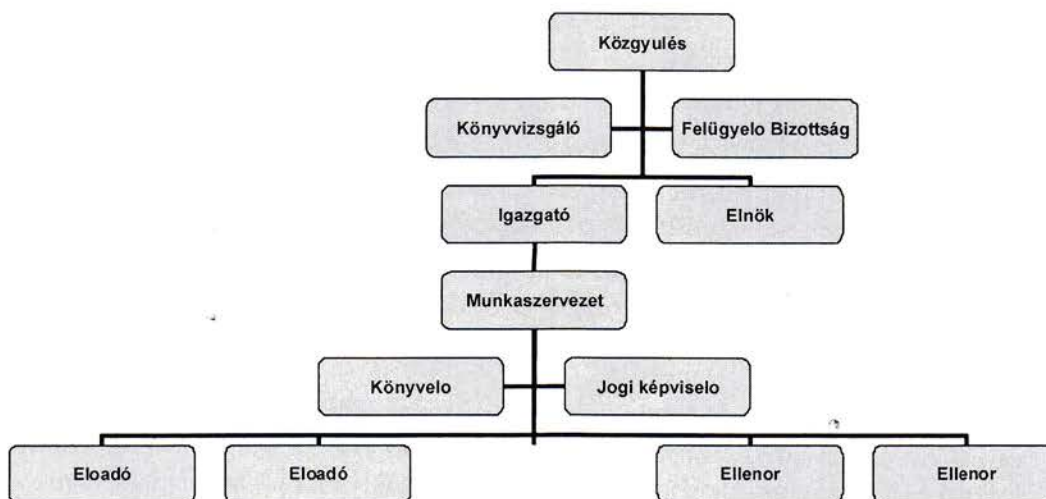 Közgyulés
Könyvvizsgáló
Felügyelo Bizottság
Igazgató
Elnök
Munkaszervezet
Könyvelo
Jogi képviselo
Eloadó
Eloadó
Ellenor
Ellenor